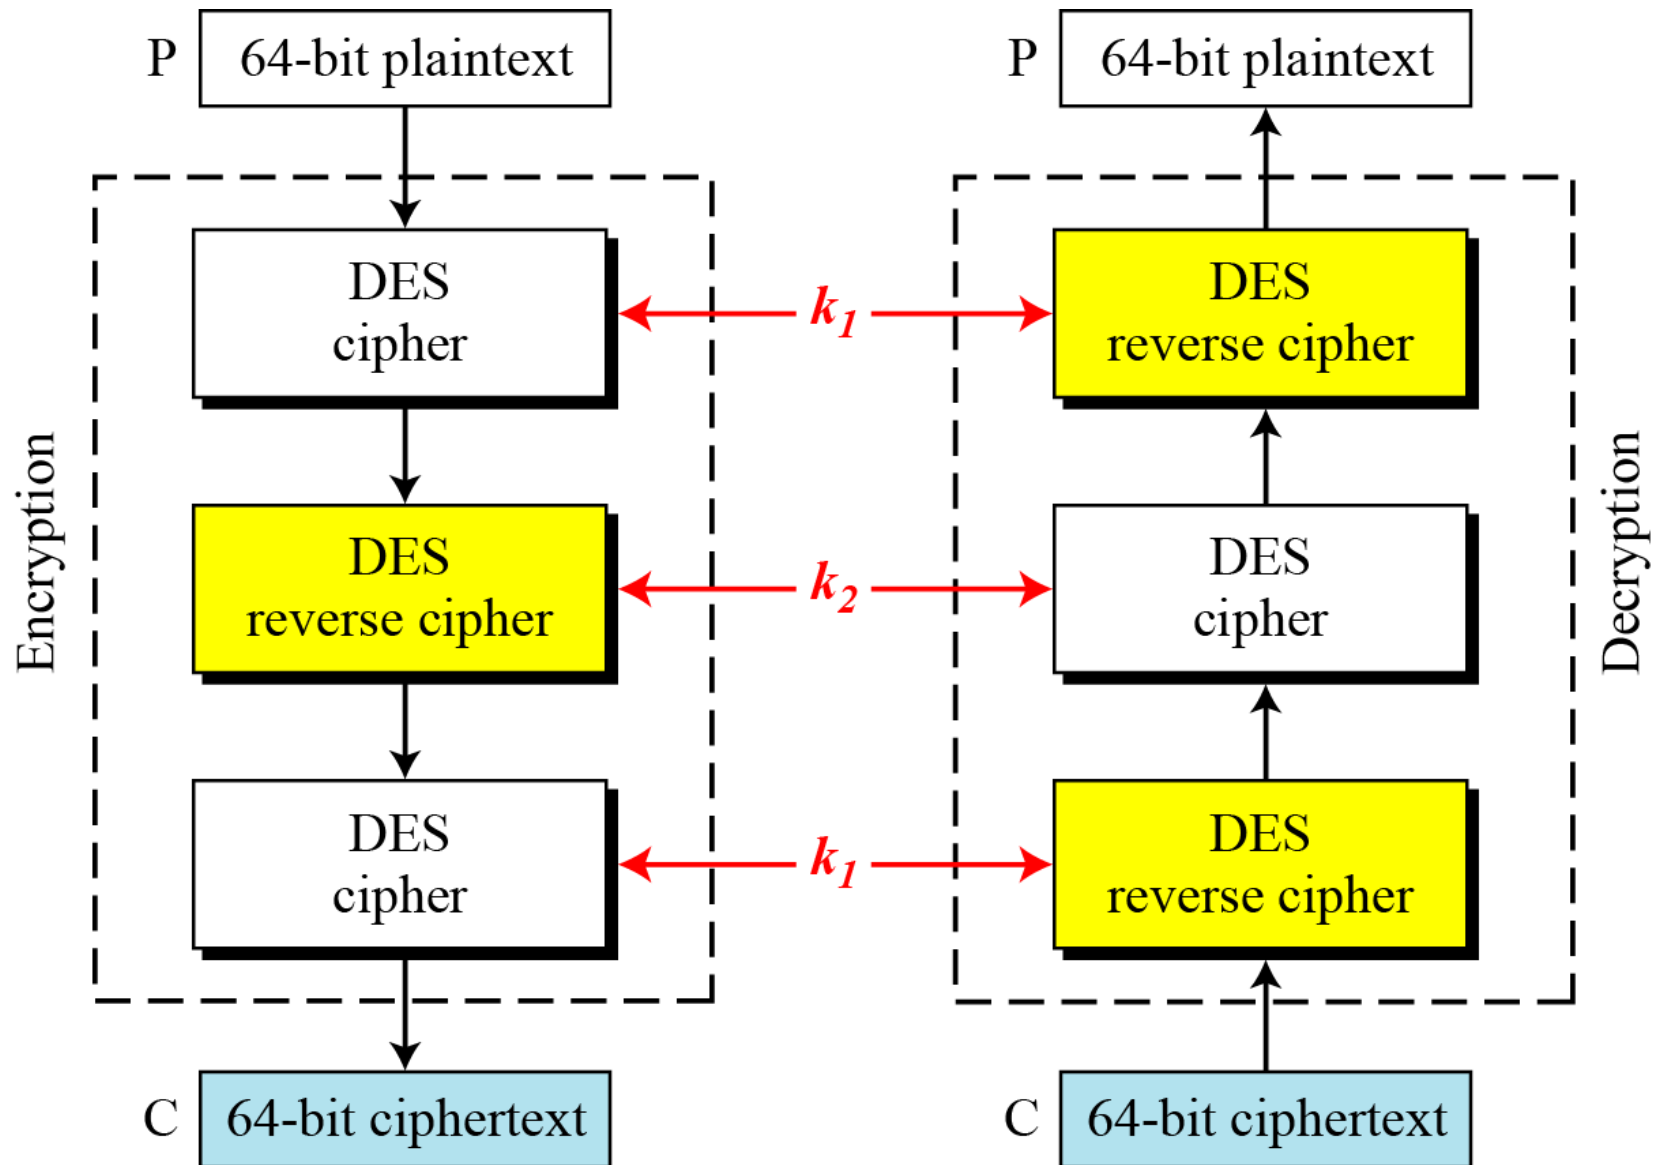 P
64-bit plaintext
P
64-bit plaintext
DES
cipher
k1
DES
reverse cipher
Encryption
DES
reverse cipher
k2
DES
cipher
Decryption
DES
cipher
k1
DES
reverse cipher
C
64-bit ciphertext
C
64-bit ciphertext